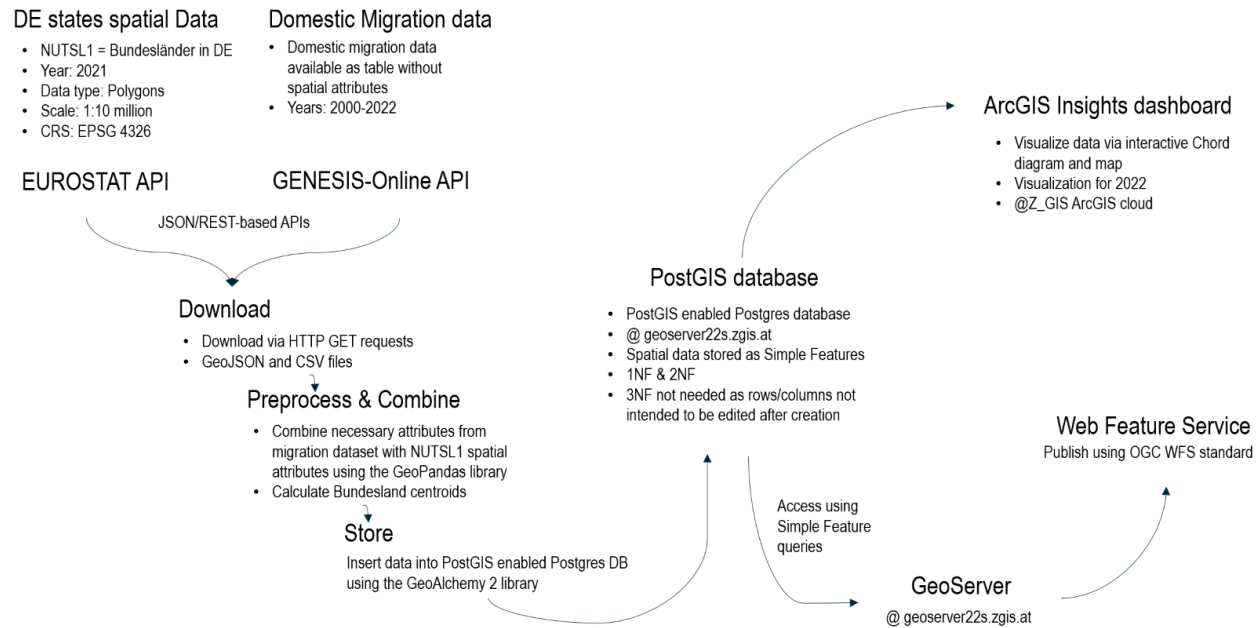 DE states spatial Data
• NUTSL1 = Bundesländer in DE
• Year: 2021
• Data type: Polygons
• Scale: 1:10 million
• CRS: EPSG 4326
Domestic Migration data
• Domestic migration data
available as table without
spatial attributes
• Years: 2000-2022
EUROSTAT API
GENESIS-Online API
JSON/REST-based APIs
Download
• Download via HTTP GET requests
• GeoJSON and CSV files
Preprocess & Combine
• Combine necessary attributes from
migration dataset with NUTSL1 spatial
attributes using the GeoPandas library
• Calculate Bundesland centroids
Store
Insert data into PostGIS enabled Postgres DB
using the GeoAlchemy 2 library
PostGIS database
• PostGIS enabled Postgres database
• @ geoserver22s.zgis.at
• Spatial data stored as Simple Features
• 1NF & 2NF
• 3NF not needed as rows/columns not
intended to be edited after creation
ArcGIS Insights dashboard
• Visualize data via interactive Chord
diagram and map
• Visualization for 2022
• @Z_GIS ArcGIS cloud
Access using
Simple Feature
queries
GeoServer
@ geoserver22s.zgis.at
Web Feature Service
Publish using OGC WFS standard